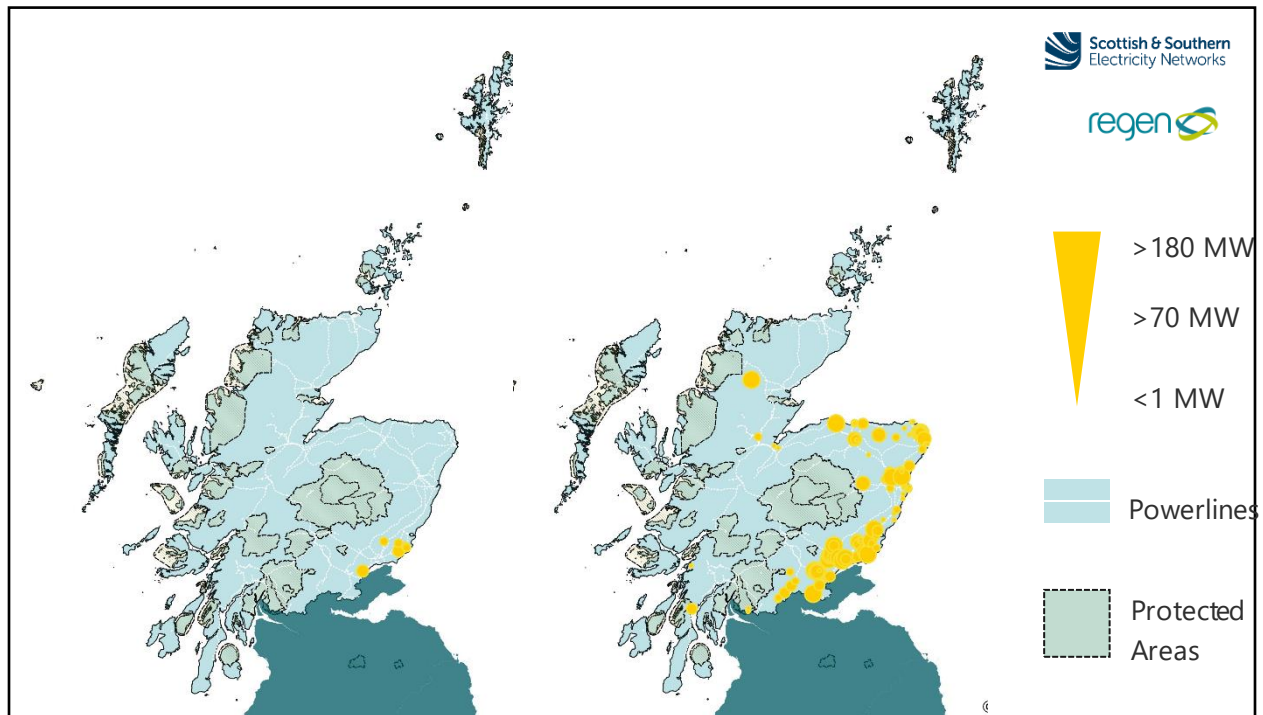 Scottish & Southern
Electricity Networks
regen
>180 MW
>70 MW
<1 MW
Powerlines
Protected
Areas